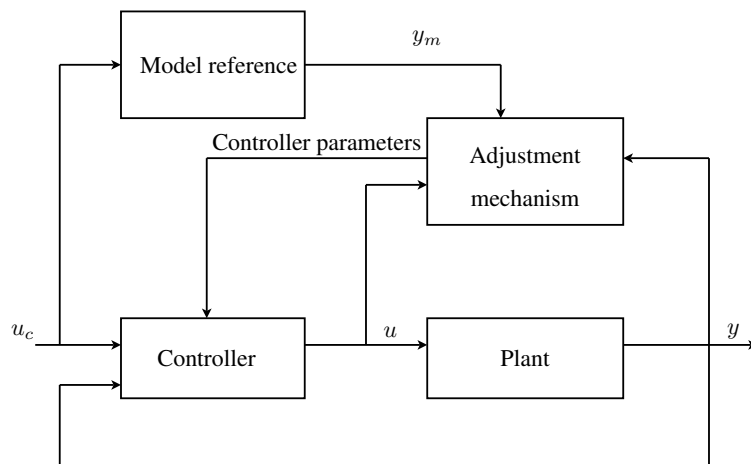 y_m
Model reference
Controller parameters
Adjustment
mechanism
u_c
u
y
Controller
Plant